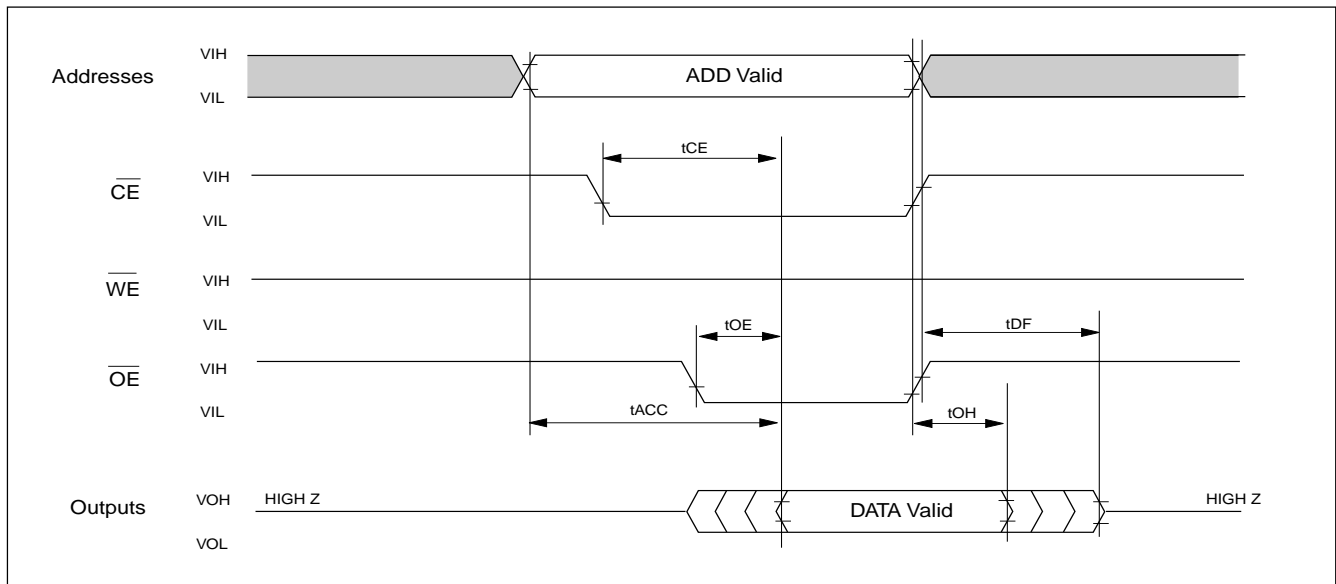 VIH
Addresses
ADD Valid
VIL
tCE
VIH
CE
VIL
VIH
WE
VIL
tOE
tDF
VIH
OE
VIL
tACC
tOH
VOH
HIGH Z
HIGH Z
Outputs
DATA Valid
VOL